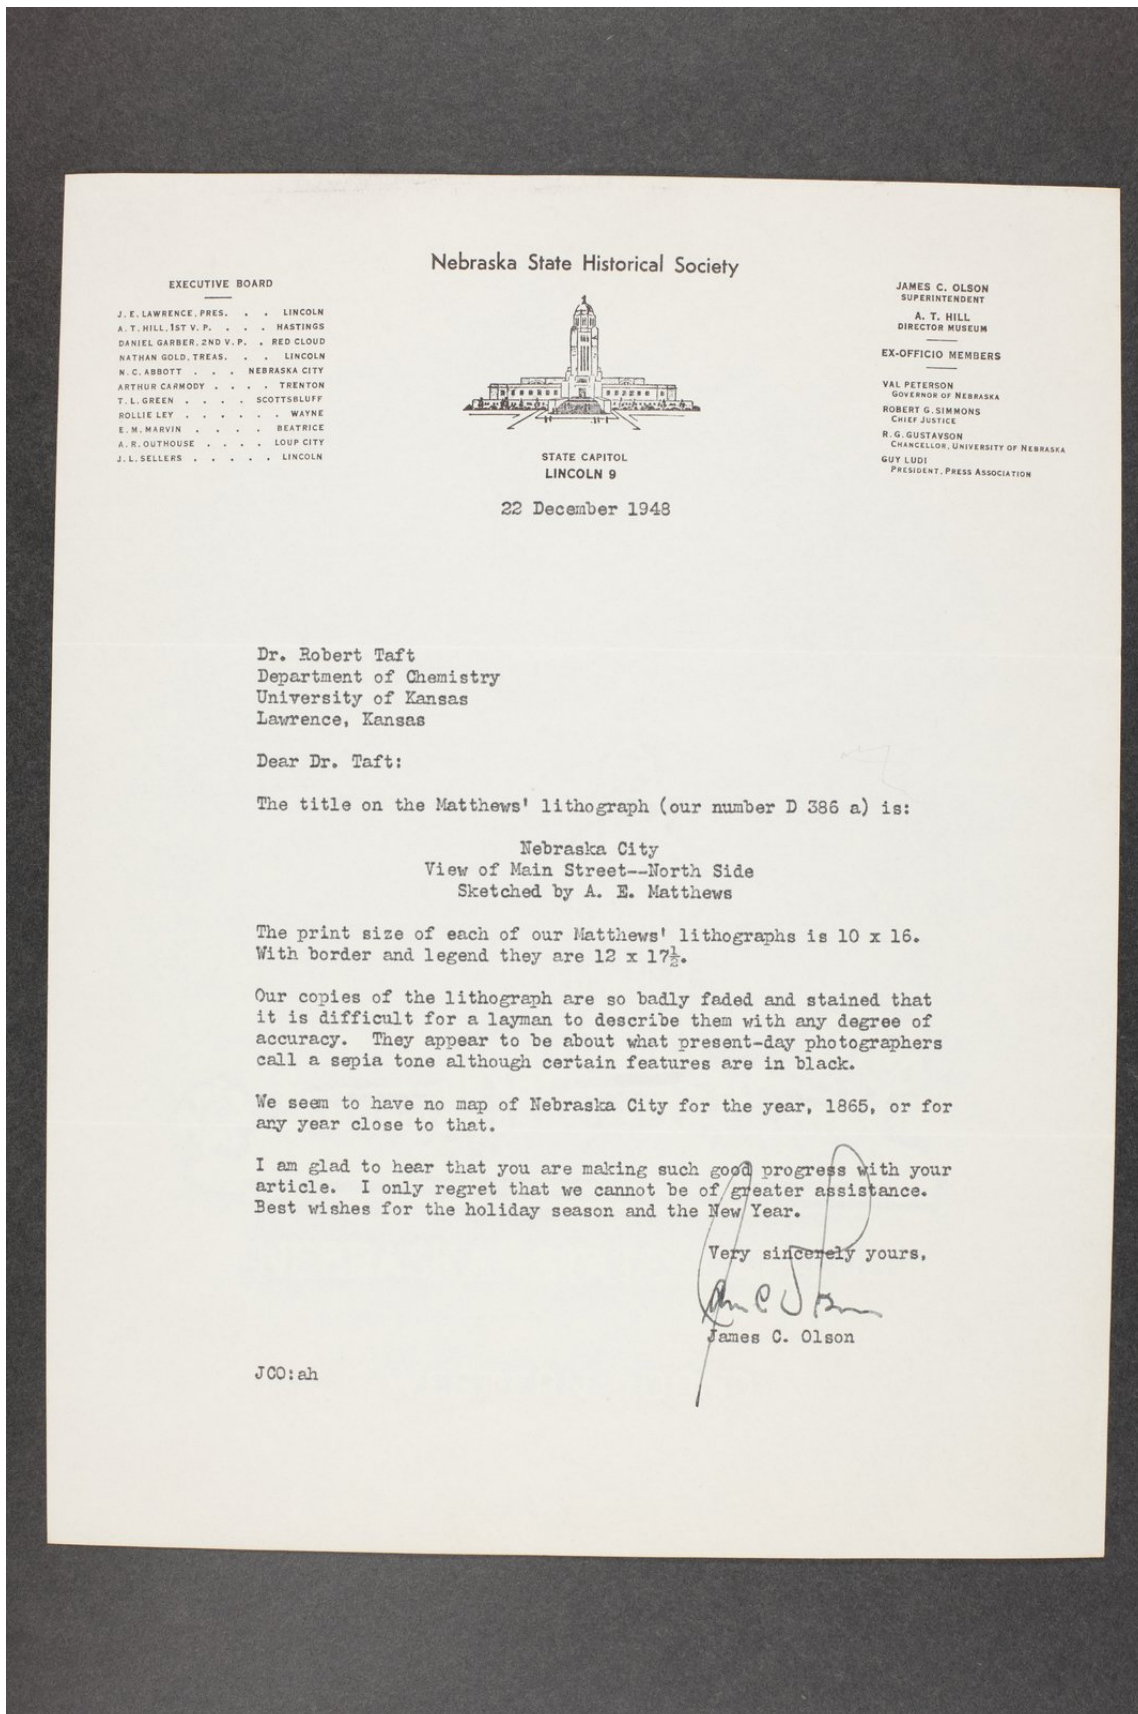 Nebraska State Historical Society
EXECUTIVE BOARD
J. E. LAWRENCE, PRES. . . LINCOLN
A. T. HILL, 1ST V. P. . . . HASTINGS
DANIEL GARBER, 2ND V. P. . RED CLOUD
NATHAN GOLD, TREAS. . . LINCOLN
N. C. ABBOTT . . . NEBRASKA CITY
ARTHUR CARMODY . . . . TRENTON
T. L. GREEN . . . . SCOTTSBLUFF
ROLLIE LEY . . . . . . WAYNE
E. M. MARVIN . . . . BEATRICE
A. R. OUTHOUSE . . . . LOUP CITY
J. L. SELLERS . . . . . LINCOLN
STATE CAPITOL
LINCOLN 9
JAMES C. OLSON
SUPERINTENDENT
A. T. HILL
DIRECTOR MUSEUM
EX-OFFICIO MEMBERS
VAL PETERSON
GOVERNOR OF NEBRASKA
ROBERT G. SIMMONS
CHIEF JUSTICE
R. G. GUSTAVSON
CHANCELLOR, UNIVERSITY OF NEBRASKA
GUY LUDI
PRESIDENT, PRESS ASSOCIATION
22 December 1948
Dr. Robert Taft
Department of Chemistry
University of Kansas
Lawrence, Kansas
Dear Dr. Taft:
The title on the Matthews' lithograph (our number D 386 a) is:
Nebraska City
View of Main Street--North Side
Sketched by A. E. Matthews
The print size of each of our Matthews' lithographs is 10 x 16.
With border and legend they are 12 x 17½.
Our copies of the lithograph are so badly faded and stained that
it is difficult for a layman to describe them with any degree of
accuracy. They appear to be about what present-day photographers
call a sepia tone although certain features are in black.
We seem to have no map of Nebraska City for the year, 1865, or for
any year close to that.
I am glad to hear that you are making such good progress with your
article. I only regret that we cannot be of greater assistance.
Best wishes for the holiday season and the New Year.
Very sincerely yours,
James C Olson
James C. Olson
JCO:ah